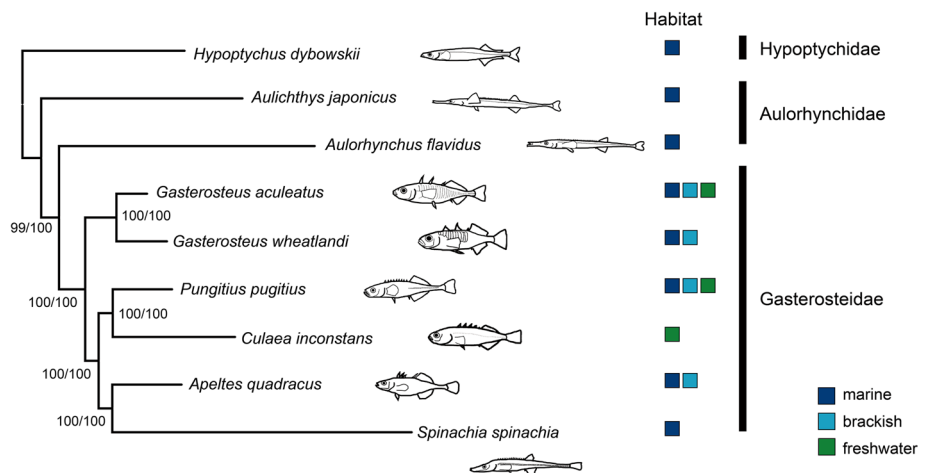 Habitat
Hypoptychus dybowskii
Hypoptychidae
Aulichthys japonicus
Aulorhynchidae
Aulorhynchus flavidus
Gasterosteus aculeatus
100/100
99/100
Gasterosteus wheatlandi
Pungitius pugitius
100/100
Gasterosteidae
100/100
Culaea inconstans
100/100
Apeltes quadracus
marine
100/100
brackish
Spinachia spinachia
freshwater